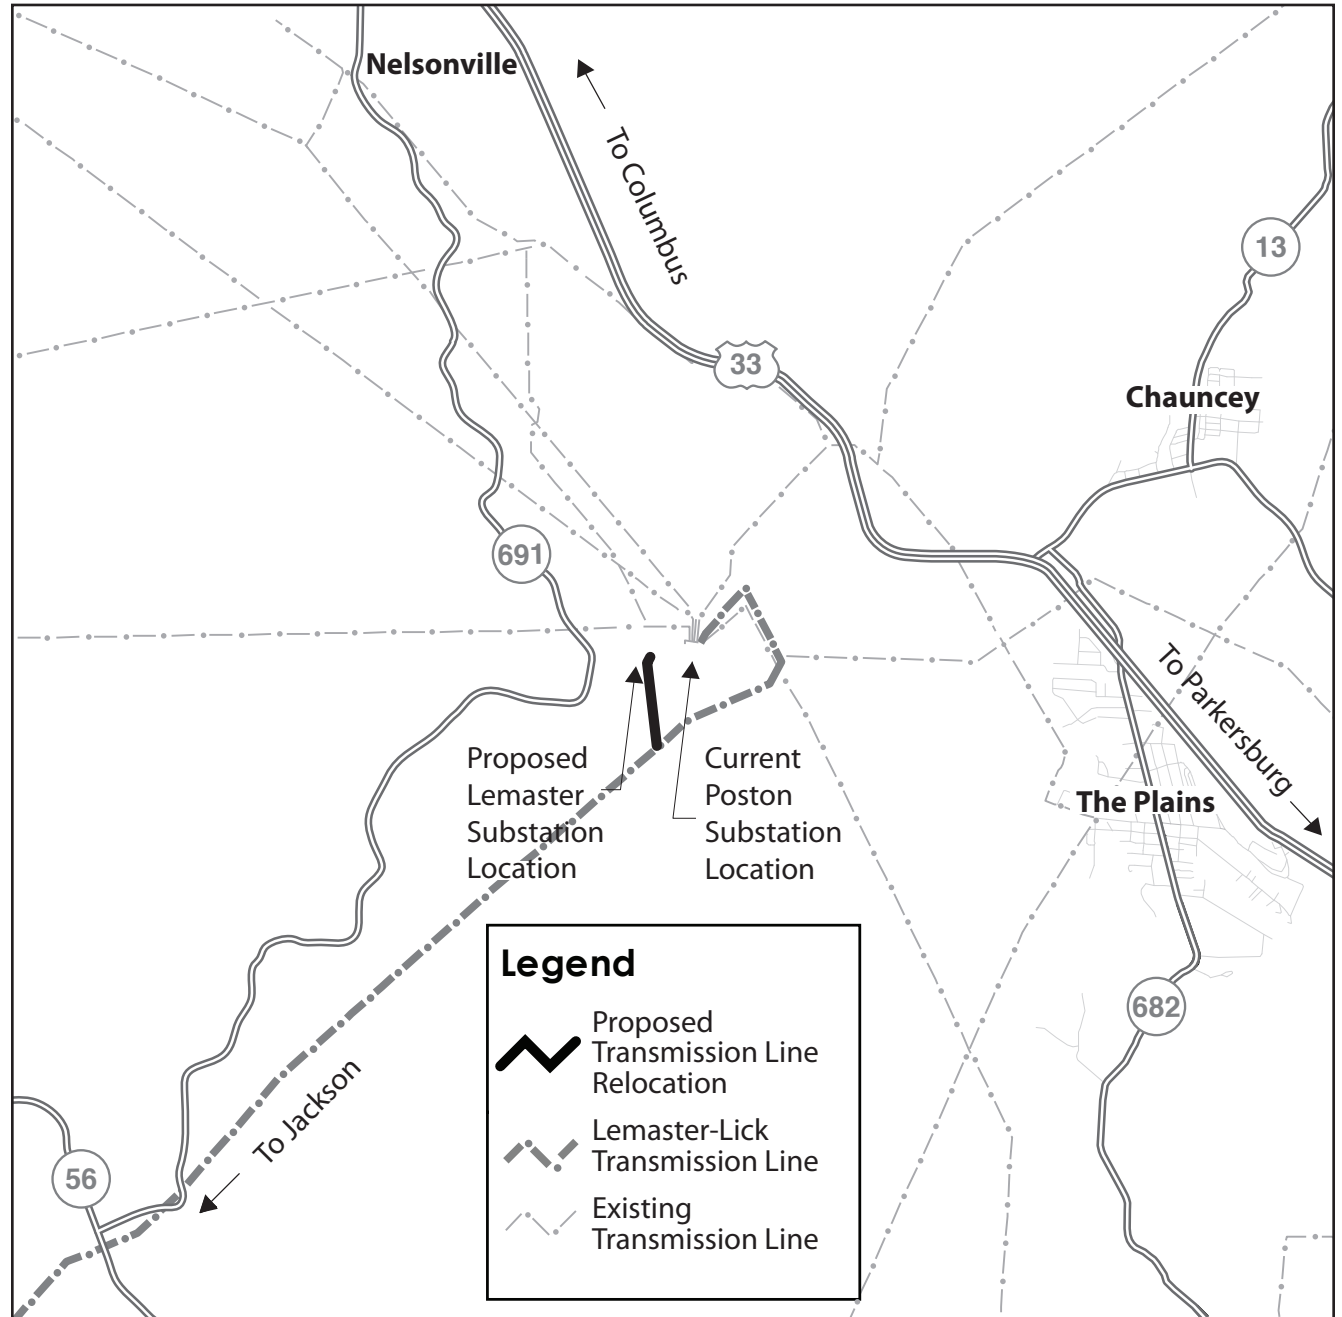 Nelsonville
To Columbus
13
33
Chauncey
691
To Parkersburg
Proposed
Lemaster
Substation
Location
Current
Poston
Substation
Location
The Plains
682
To Jackson
56
Legend
Proposed
Transmission Line
Relocation
Lemaster-Lick
Transmission Line
Existing
Transmission Line